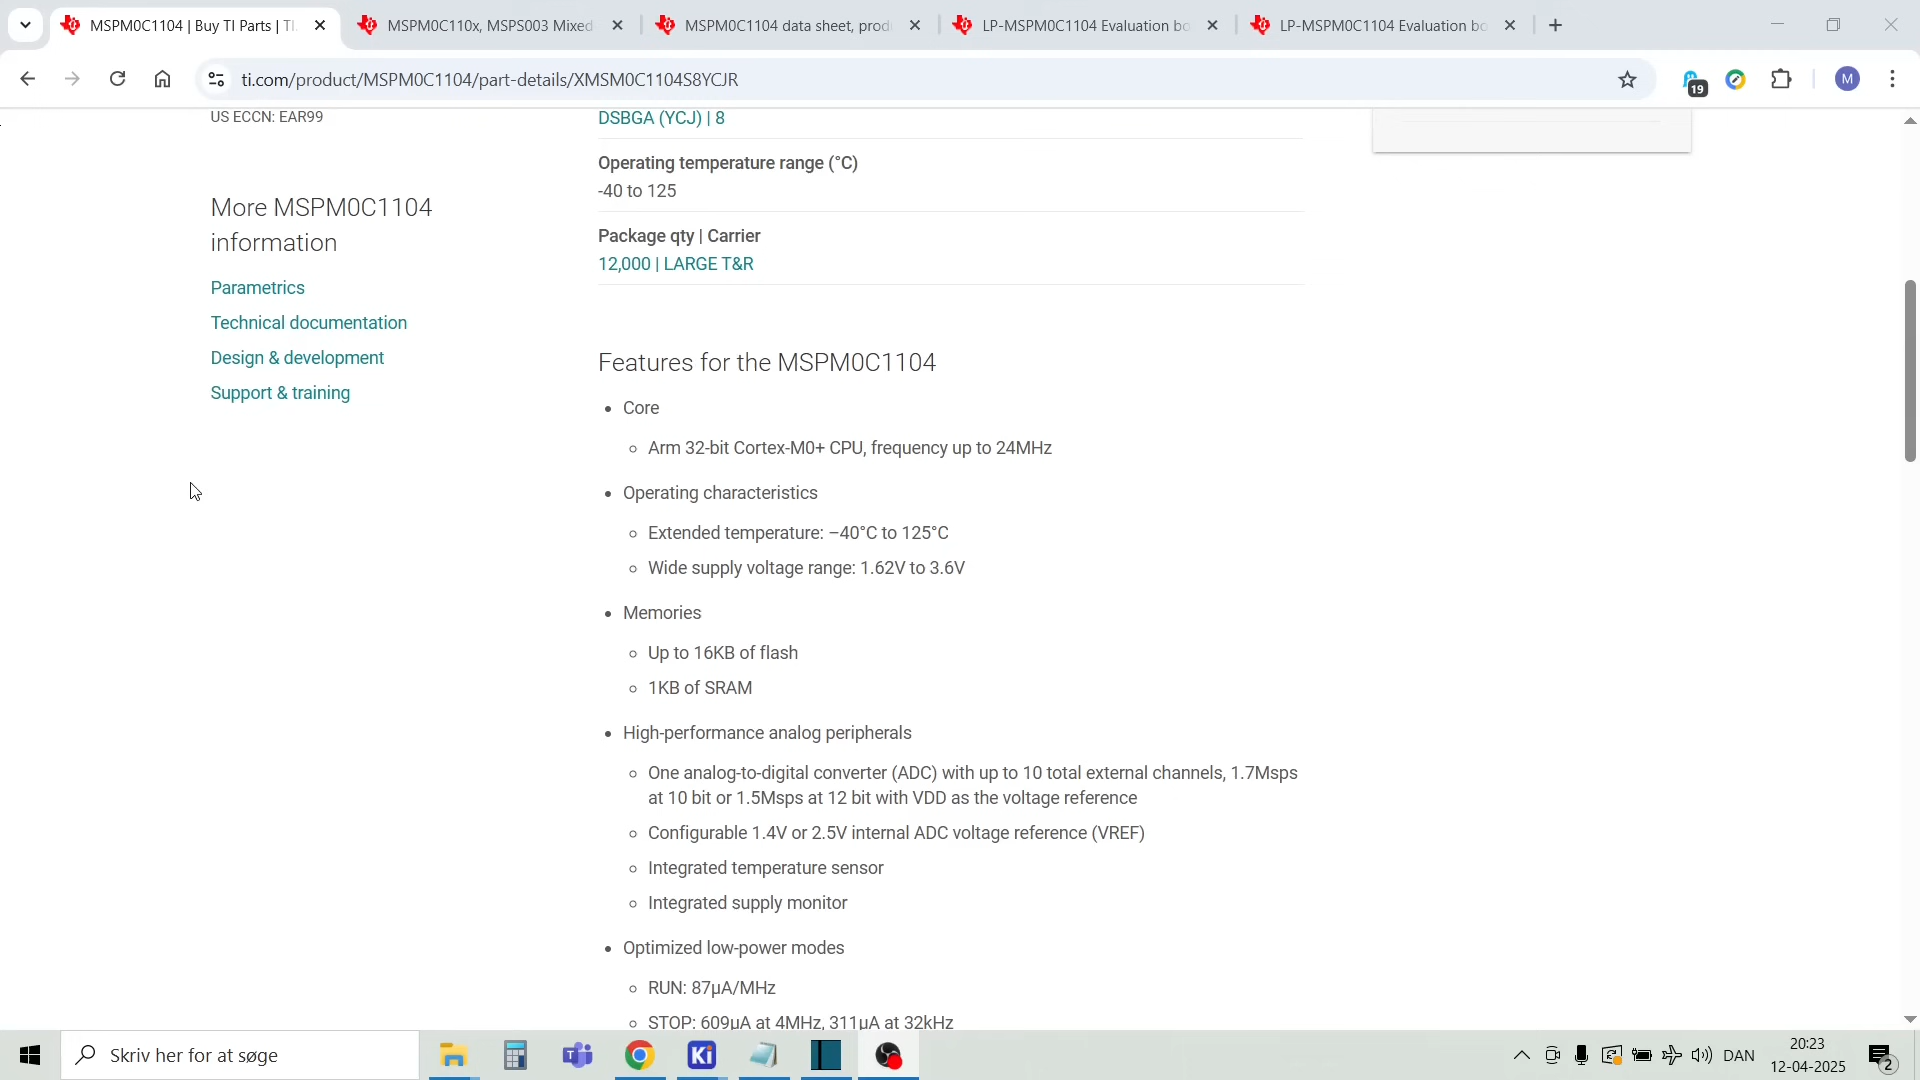 MSPM0C1104 | Buy TI Parts | TI.
MSPM0C110x, MSPS003 Mixed
MSPM0C1104 data sheet, prod
LP-MSPM0C1104 Evaluation bo
LP-MSPM0C1104 Evaluation bo
ti.com/product/MSPM0C1104/part-details/XMSM0C1104S8YCJR
19
M
US ECCN: EAR99
More MSPM0C1104
information
Parametrics
Technical documentation
Design & development
Support & training
DSBGA (YCJ) | 8
Operating temperature range (°C)
-40 to 125
Package qty | Carrier
12,000 | LARGE T&R
Features for the MSPM0C1104
Core
Arm 32-bit Cortex-M0+ CPU, frequency up to 24MHz
Operating characteristics
Extended temperature: –40°C to 125°C
Wide supply voltage range: 1.62V to 3.6V
Memories
Up to 16KB of flash
1KB of SRAM
High-performance analog peripherals
One analog-to-digital converter (ADC) with up to 10 total external channels, 1.7Msps
at 10 bit or 1.5Msps at 12 bit with VDD as the voltage reference
Configurable 1.4V or 2.5V internal ADC voltage reference (VREF)
Integrated temperature sensor
Integrated supply monitor
Optimized low-power modes
RUN: 87µA/MHz
STOP: 609µA at 4MHz, 311µA at 32kHz
Skriv her for at søge
Ki
DAN
20:23
12-04-2025
2